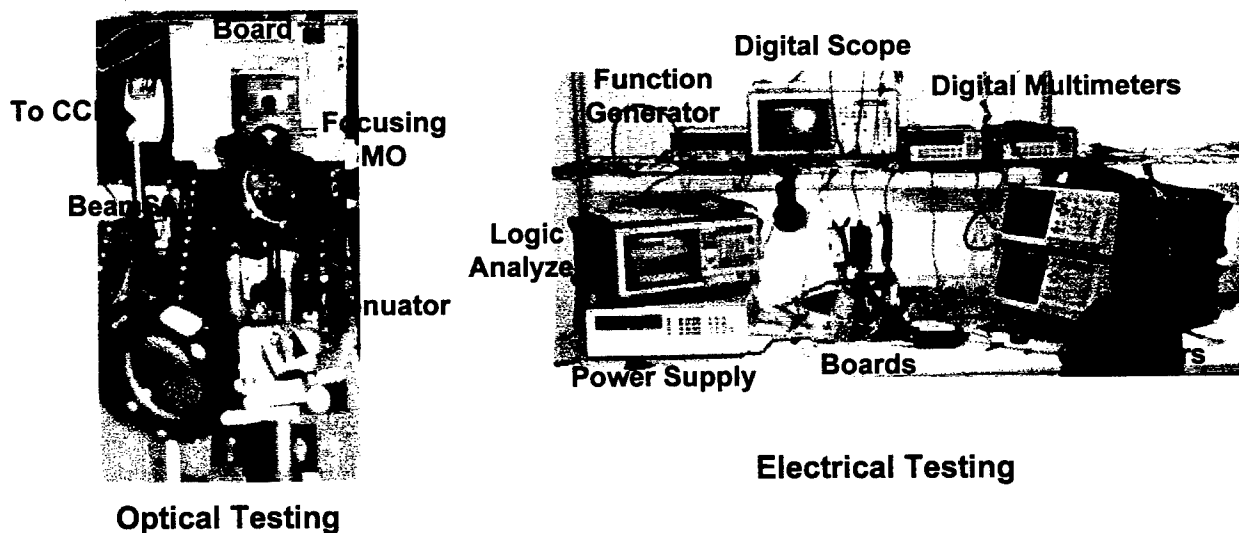 Board
To CC
Focusing
MO
Beam
nuator
Optical Testing
Digital Scope
Function
Generator
Digital Multimeters
Logic
Analyze
Power Supply
Boards
rs
Electrical Testing